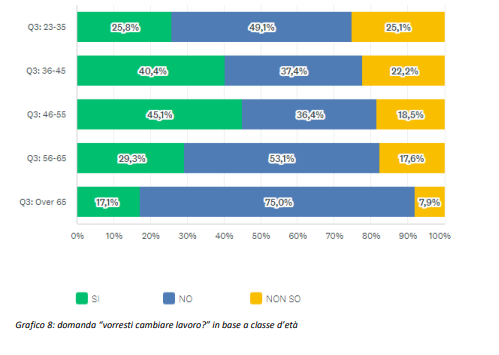 Q3: 23-35 25,8% 49,1% 25,1%
Q3: 36-45 40,4% 37,4% 22,2%
Q3: 46-55 45,1% 36,4% 18,5%
Q3: 56-65 29,3% 53,1% 17,6%
Q3: Over 65 17,1% 75,0% 7,9%
0% 10% 20% 30% 40% 50% 60% 70% 80% 90% 100%
SI NO NON SO
Grafico 8: domanda "vorresti cambiare lavoro?" in base a classe d'età